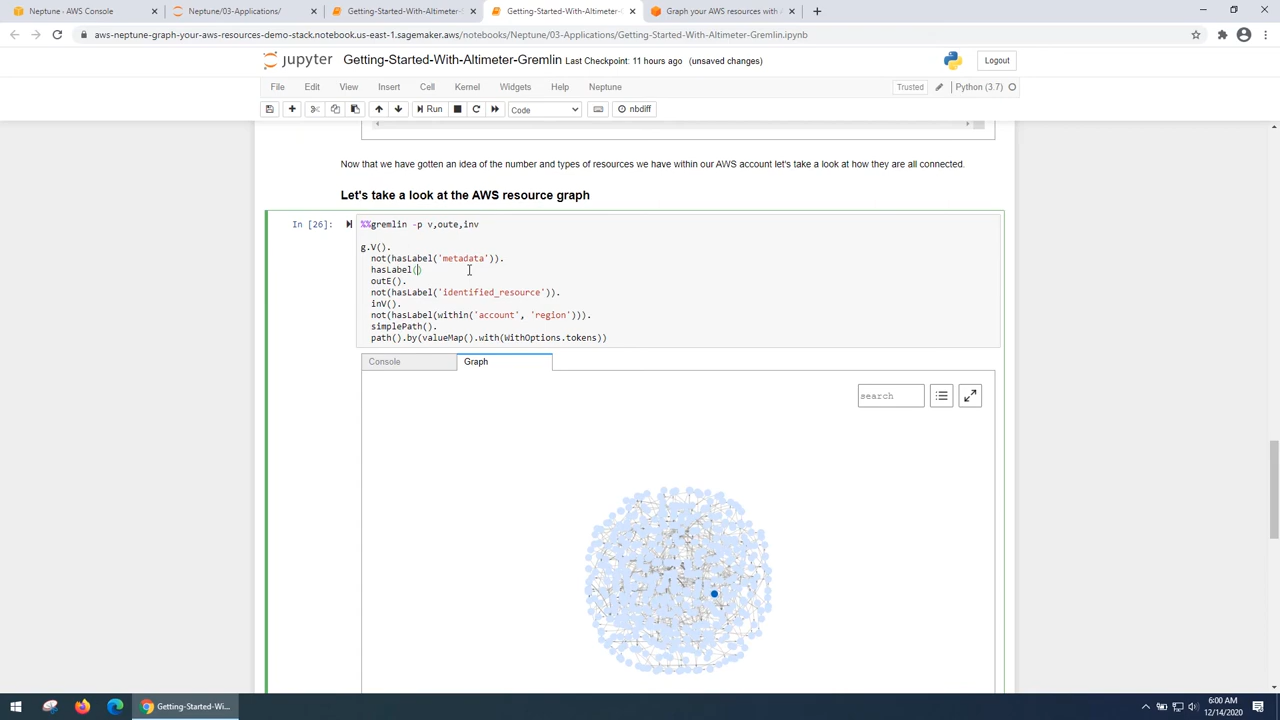 Neptune - AWS Console
Neptune/03-Applications/
Getting-Started-With-Altimeter-S
Getting-Started-With-Altimeter-G
Graph your AWS resources with A
aws-neptune-graph-your-aws-resources-demo-stack.notebook.us-east-1.sagemaker.aws/notebooks/Neptune/03-Applications/Getting-Started-With-Altimeter-Gremlin.ipynb
jupyter Getting-Started-With-Altimeter-Gremlin Last Checkpoint: 11 hours ago (unsaved changes)
Logout
File Edit View Insert Cell Kernel Widgets Help Neptune
Trusted Python (3.7)
Run Code nbdiff
Now that we have gotten an idea of the number and types of resources we have within our AWS account let's take a look at how they are all connected.
Let's take a look at the AWS resource graph
In [26]:
%%gremlin -p v,oute,inv
g.V().
not(hasLabel('metadata')).
hasLabel()
outE().
not(hasLabel('identified_resource')).
inV().
not(hasLabel(within('account', 'region'))).
simplePath().
path().by(valueMap().with(WithOptions.tokens))
Console Graph
search
Getting-Started-Wi...
6:00 AM
12/14/2020